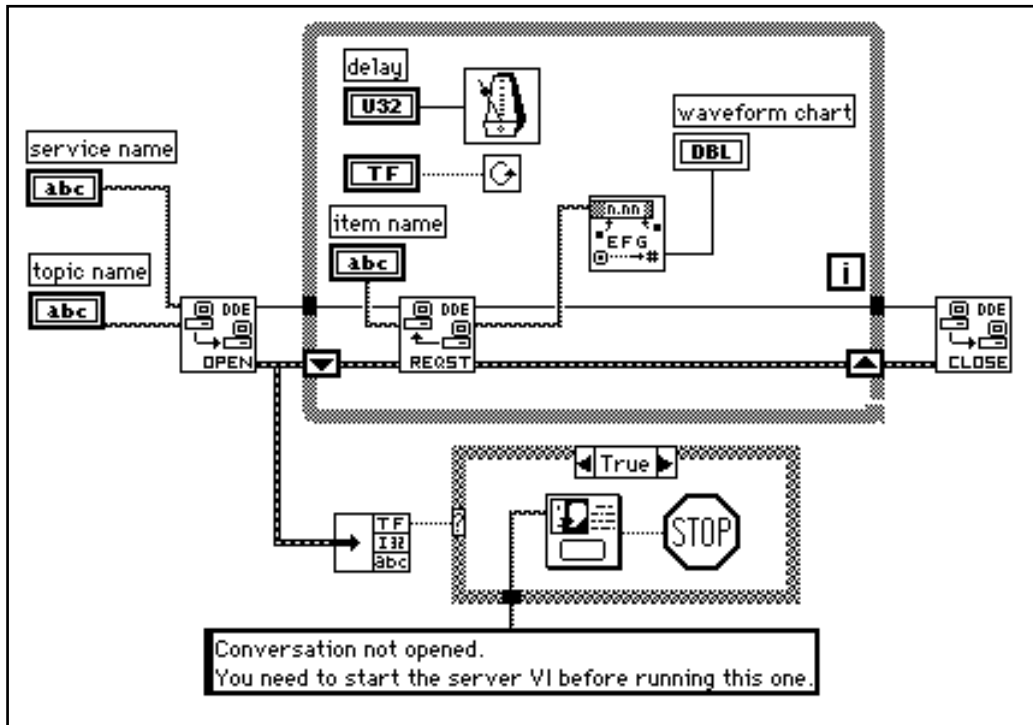 delay
U32
waveform chart
DBL
service name
abc
TF
n.nn
EFG
#
item name
abc
i
topic name
abc
DDE
OPEN
DDE
REQST
DDE
CLOSE
True
TF
I32
abc
?
STOP
Conversation not opened.
You need to start the server VI before running this one.